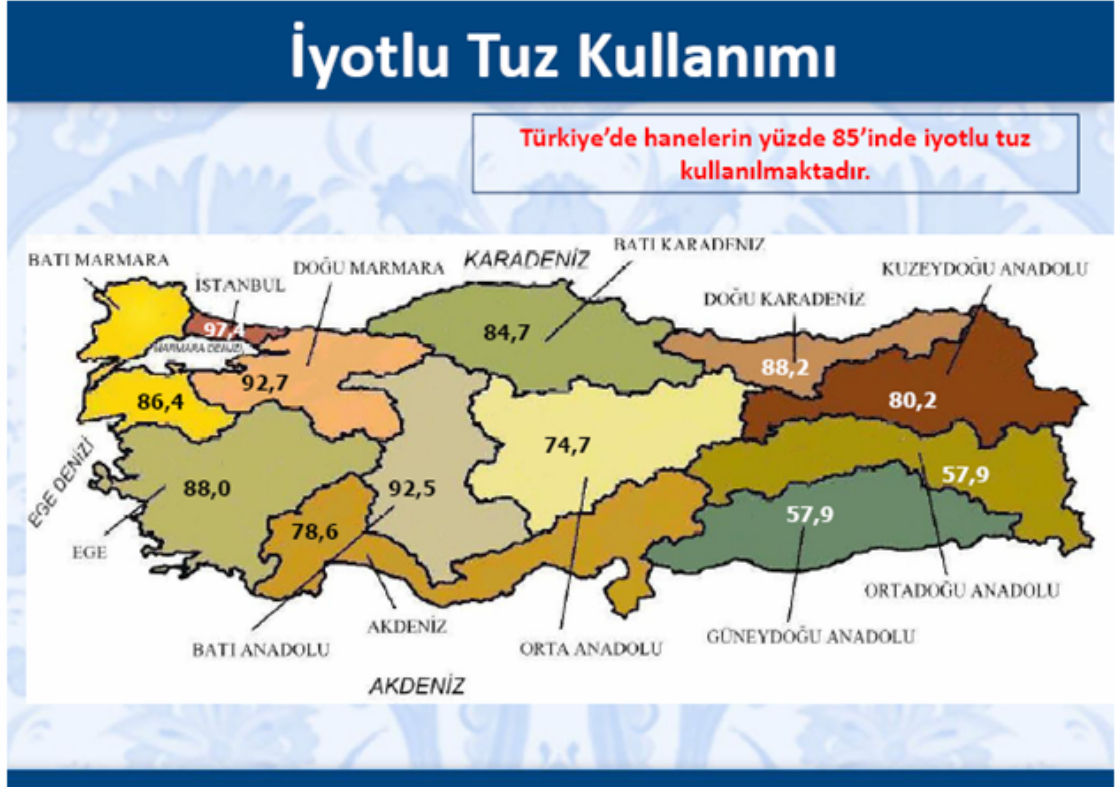 İyotlu Tuz Kullanımı
Türkiye’de hanelerin yüzde 85’inde iyotlu tuz
kullanılmaktadır.
BATI MARMARA
İSTANBUL
DOĞU MARMARA
KARADENİZ
BATI KARADENIZ
DOĞU KARADENİZ
KUZEYDOĞU ANADOLU
97,4
MARMARA DENİZİ
84,7
88,2
92,7
86,4
80,2
74,7
EGE DENİZİ
88,0
92,5
57,9
78,6
57,9
EGE
ORTADOĞU ANADOLU
AKDENİZ
GÜNEYDOĞU ANADOLU
BATI ANADOLU
ORTA ANADOLU
AKDENİZ